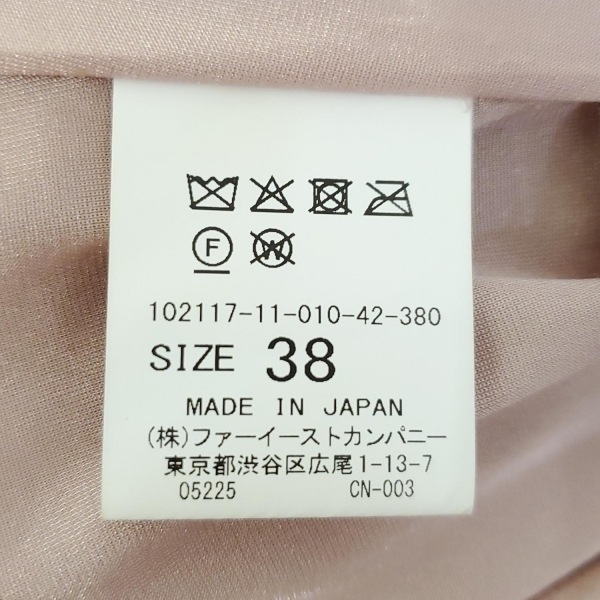 F W
102117-11-010-42-380
SIZE 38
MADE IN JAPAN
(株)ファーイーストカンパニー
東京都渋谷区広尾1-13-7
05225 CN-003